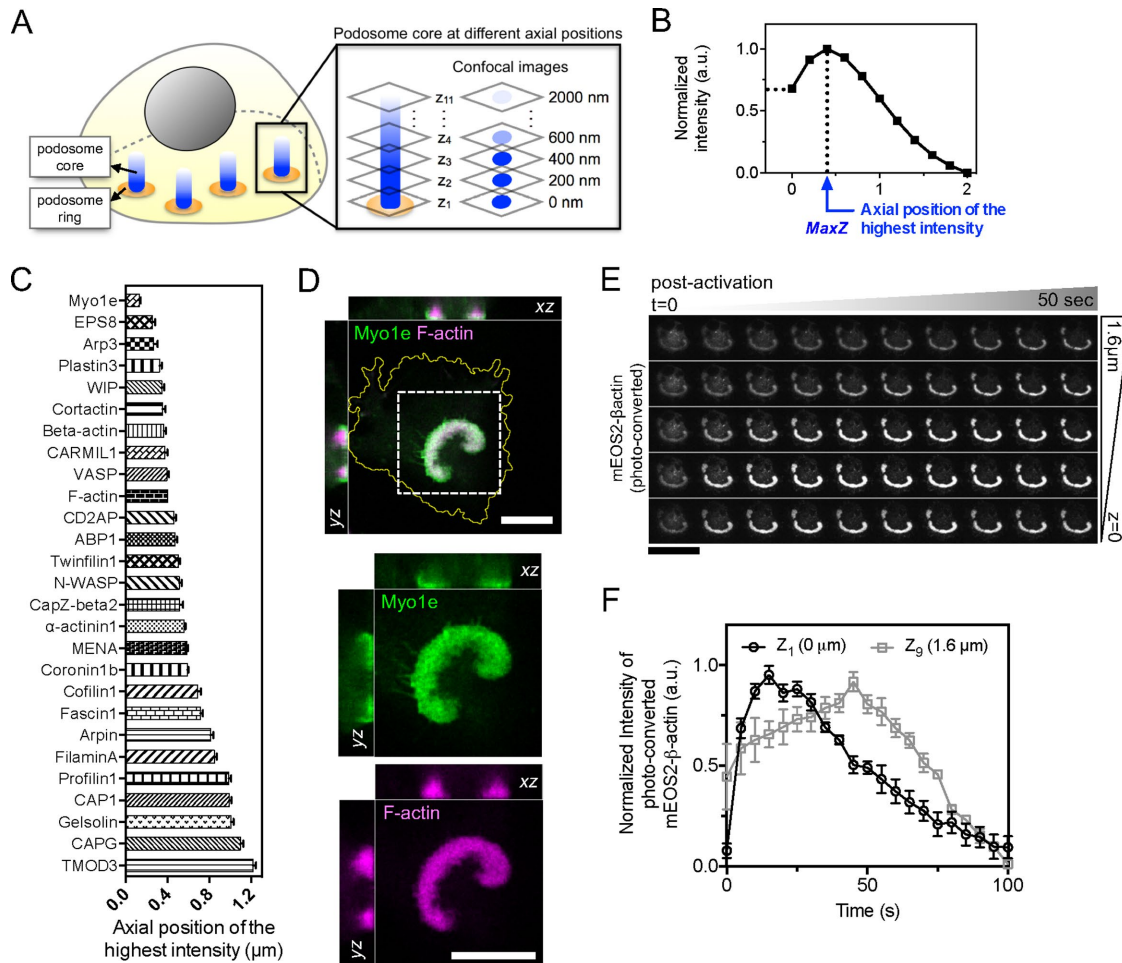 A
Podosome core at different axial positions
Confocal images
podosome
core
podosome
ring
z11
2000 nm
z4
600 nm
z3
400 nm
z2
200 nm
z1
0 nm
B
Normalized
intensity (a.u.)
1.0
0.5
0.0
0
1
2
MaxZ
Axial position of the
highest intensity
C
Myo1e
EPS8
Arp3
Plastin3
WIP
Cortactin
Beta-actin
CARMIL1
VASP
F-actin
CD2AP
ABP1
Twinfilin1
N-WASP
CapZ-beta2
α-actinin1
MENA
Coronin1b
Cofilin1
Fascin1
Arpin
FilaminA
Profilin1
CAP1
Gelsolin
CAPG
TMOD3
0.0
0.4
0.8
1.2
Axial position of the
highest intensity (µm)
D
xz
Myo1e F-actin
yz
xz
Myo1e
yz
xz
F-actin
yz
E
post-activation
t=0
50 sec
mEOS2-βactin
(photo-converted)
1.6µm
z=0
F
Normalized Intensity of
photo-converted
mEOS2-β-actin (a.u.)
Z1 (0 µm)
Z9 (1.6 µm)
1.0
0.5
0.0
0
50
100
Time (s)